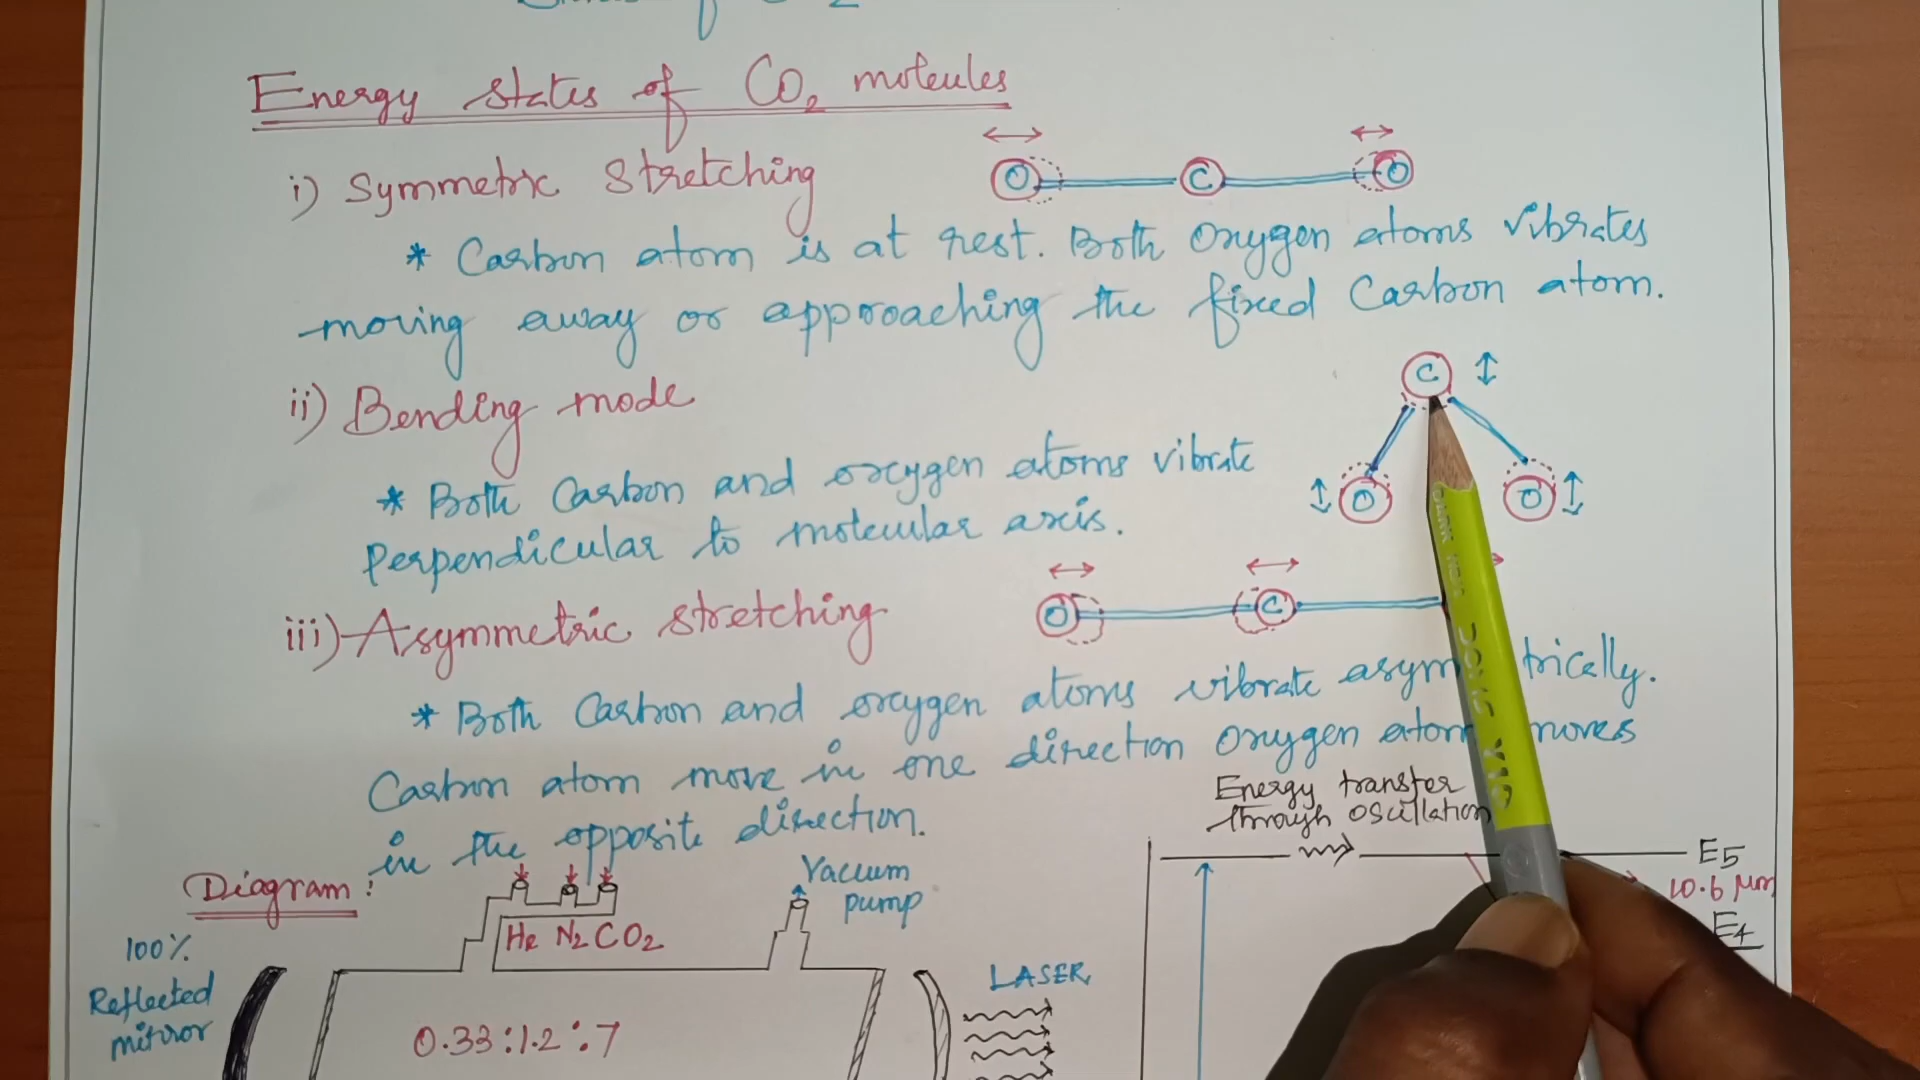 Energy states of CO2 moleules
i) Symmetric Stretching
O C O
* Carbon atom is at rest. Both Oxygen atoms vibrates
moving away or approaching the fixed Carbon atom.
ii) Bending mode
C
O O
* Both Carbon and oxygen atoms vibrate
Perpendicular to molecular axis.
iii) Asymmetric stretching
O C
* Both Carbon and oxygen atoms vibrate asym trically.
Carbon atom move in one direction Oxygen atom moves
in the opposite direction.
Energy transfer
through oscillation
Diagram:
Vacuum
pump
E5
10.6 μm
E4
He N2 CO2
100%
Reflected
mirror
LASER
0.33:1.2:7